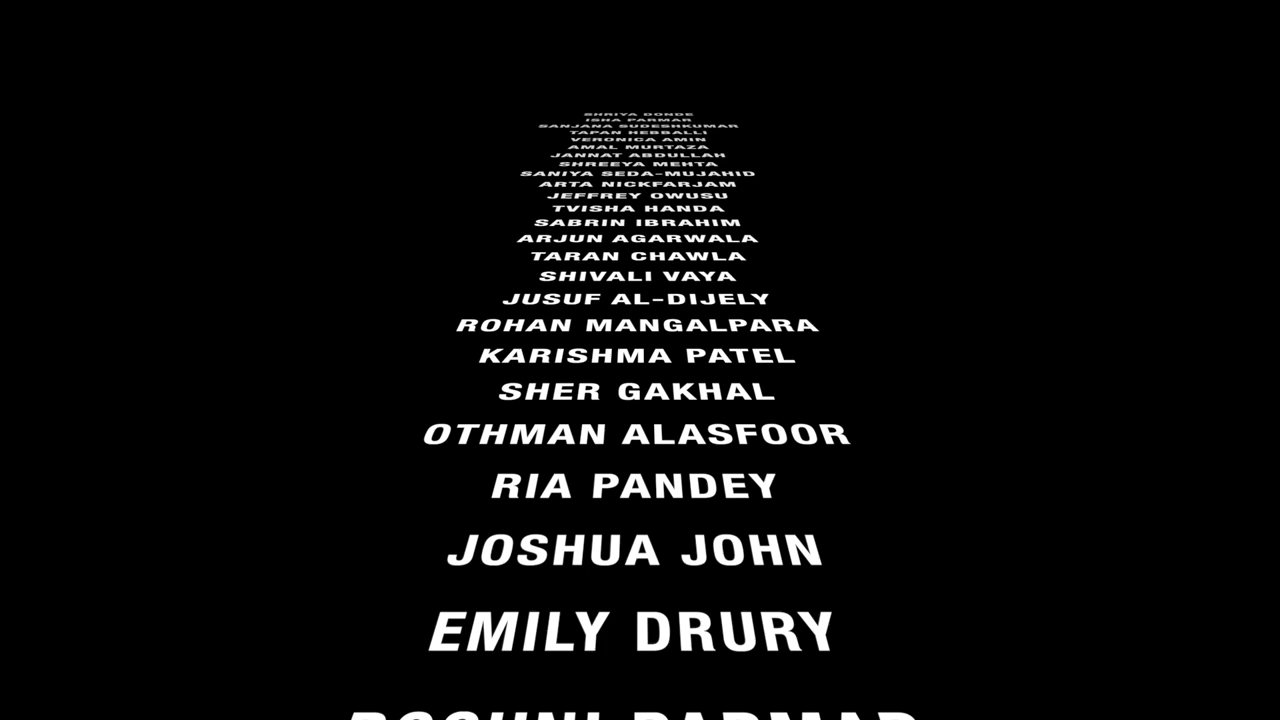 SHRIYA DONDE
ISHA PARMAR
SANJANA SUDESHKUMAR
TAPAN HEBBALLI
VERONICA AMIN
AMAL MURTAZA
JANNAT ABDULLAH
SHREEYA MEHTA
SANIYA SEDA-MUJAHID
ARTA NICKFARJAM
JEFFREY OWUSU
TVISHA HANDA
SABRIN IBRAHIM
ARJUN AGARWALA
TARAN CHAWLA
SHIVALI VAYA
JUSUF AL-DIJELY
ROHAN MANGALPARA
KARISHMA PATEL
SHER GAKHAL
OTHMAN ALASFOOR
RIA PANDEY
JOSHUA JOHN
EMILY DRURY
ROSHNI PARMAR